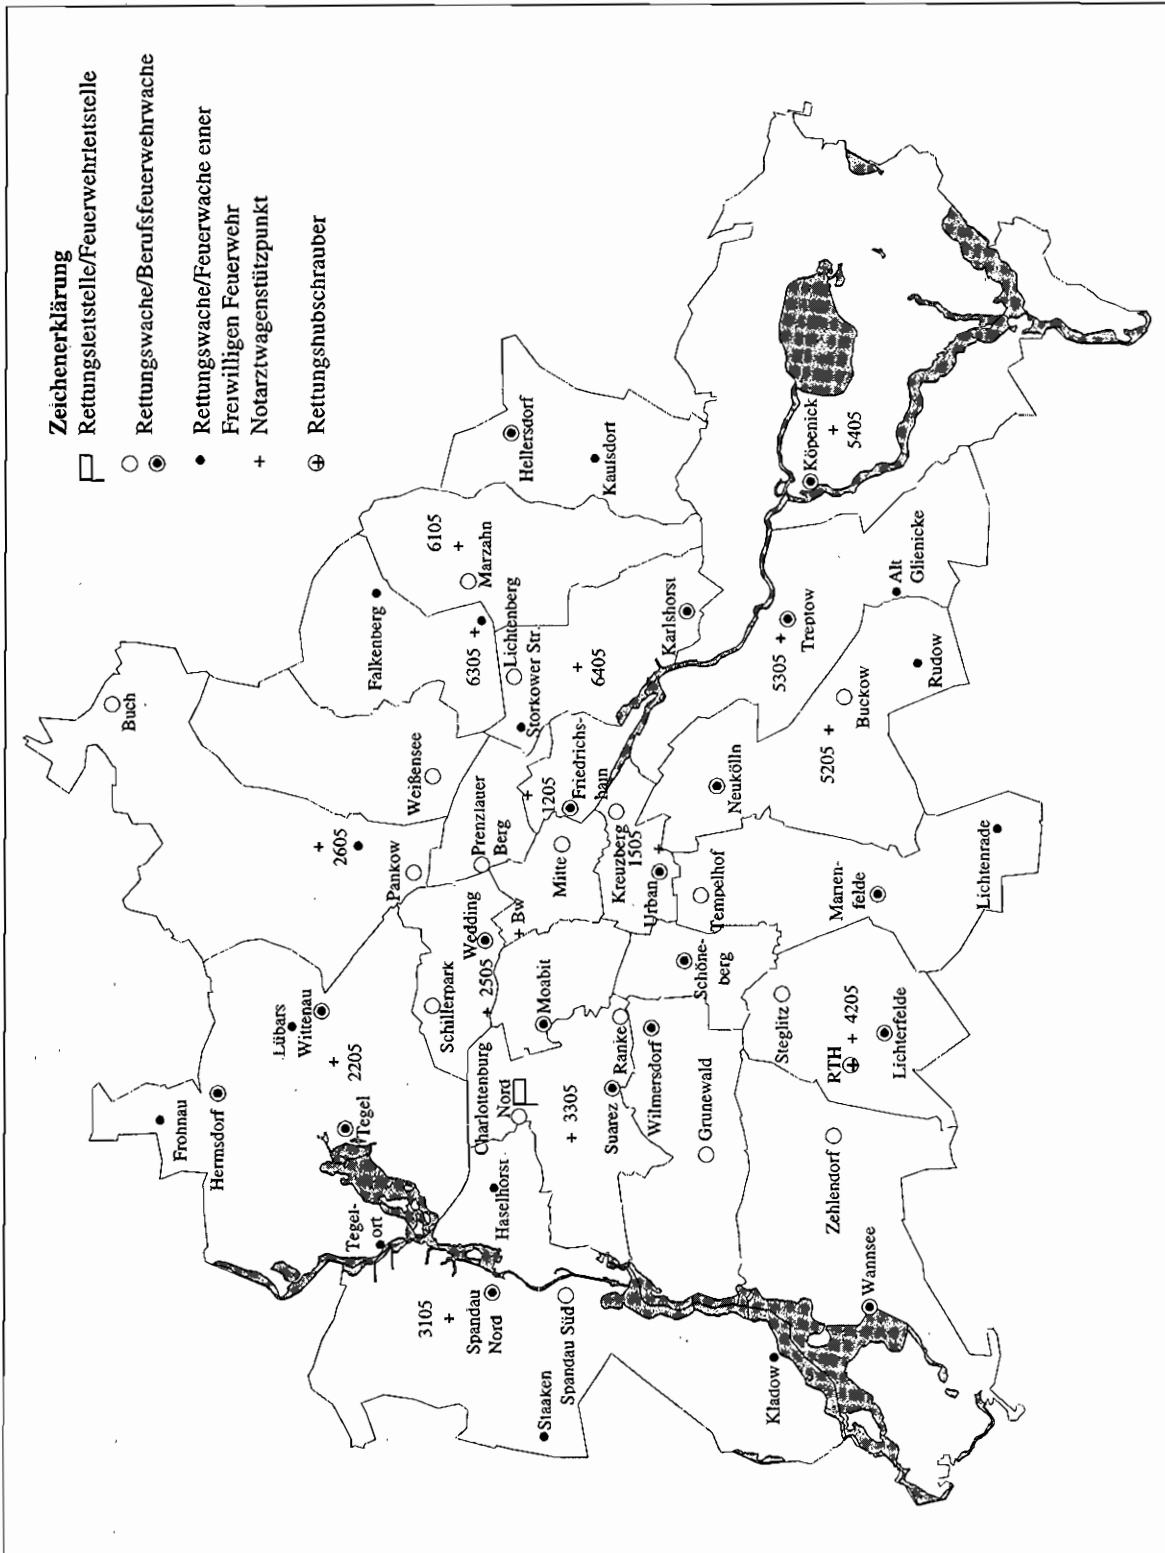 Zeichenerklärung
Rettungsleitstelle/Feuerwehrleitstelle
Rettungswache/Berufsfeuerwehrwache
Rettungswache/Feuerwache einer
Freiwilligen Feuerwehr
Notarztwagenstützpunkt
Rettungshubschrauber
Buch
Frohnau
Hermsdorf
Lübars
Wittenau
2205
2605
Falkenberg
Tegel
Tegel-
ort
Pankow
Weißensee
6105
Marzahn
Hellersdorf
Kaulsdorf
3105
Spandau
Nord
Haselhorst
Charlottenburg
Nord
Schillerpark
2505
Wedding
Bw
Prenzlauer
Berg
6305
Lichtenberg
Storkower Str.
Staaken
Spandau Süd
3305
Moabit
Mitte
1205
Friedrichs-
hain
6405
Karlshorst
Suarez
Ranke
Wilmersdorf
Kreuzberg
1505
Urban
Grunewald
Schöne-
berg
Tempelhof
Neukölln
5305
Treptow
Köpenick
5405
Kladow
Wannsee
Zehlendorf
Steglitz
RTH
4205
Lichterfelde
Marien-
felde
5205
Buckow
Rudow
Alt
Glienicke
Lichtenrade